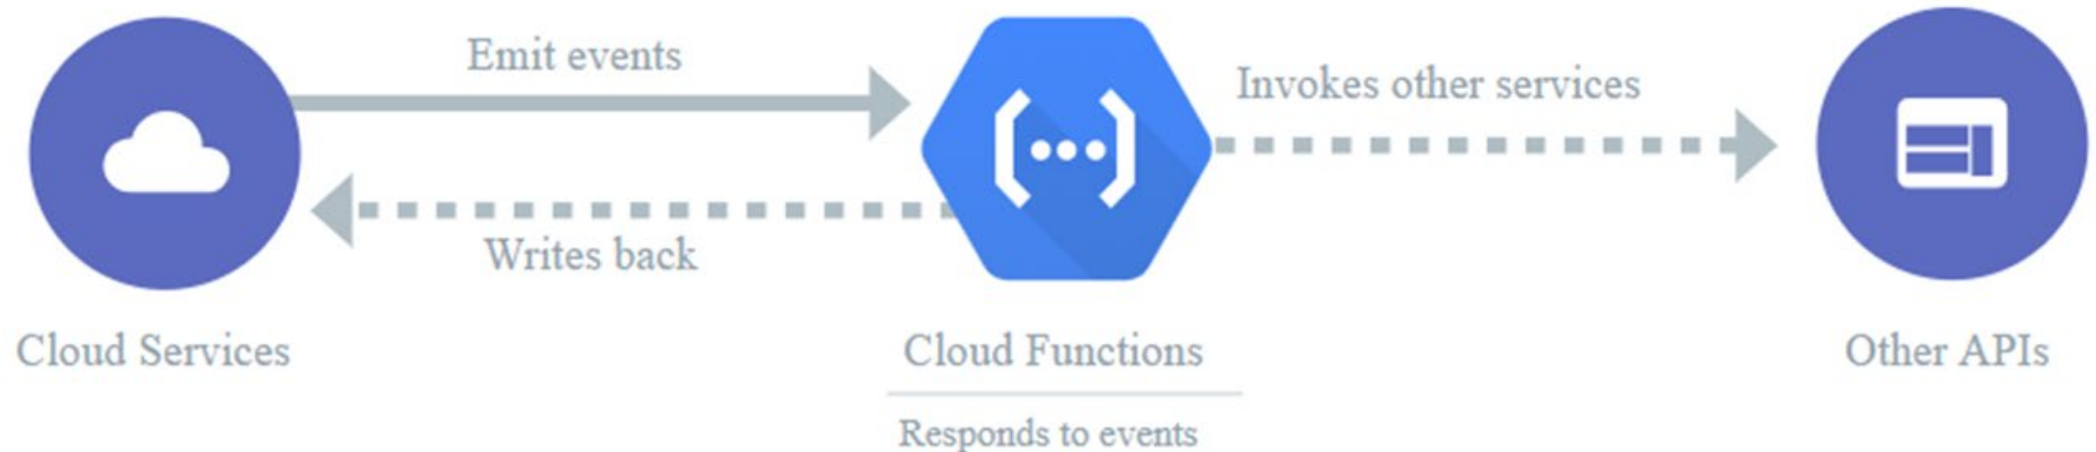 Emit events
Invokes other services
Writes back
Cloud Services
Cloud Functions
Other APIs
Responds to events